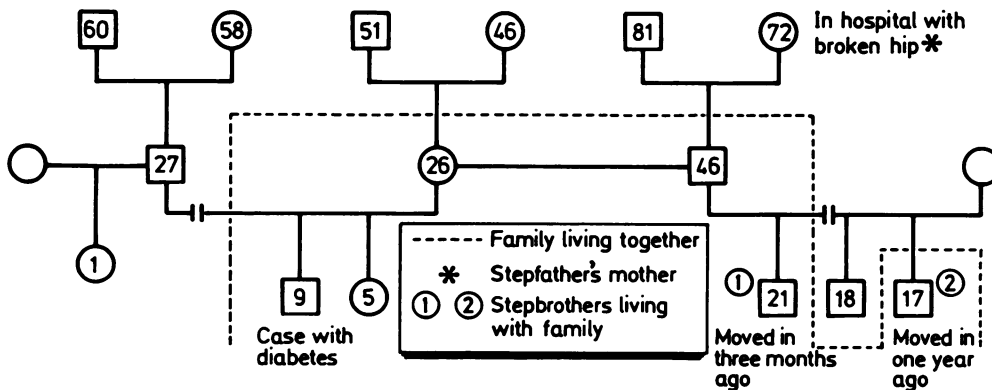 60
58
51
46
81
72
In hospital with
broken hip *
27
26
46
1
9
5
Case with
diabetes
------- Family living together
* Stepfather's mother
1 2 Stepbrothers living
with family
1
21
18
17
2
Moved in
three months
ago
Moved in
one year
ago